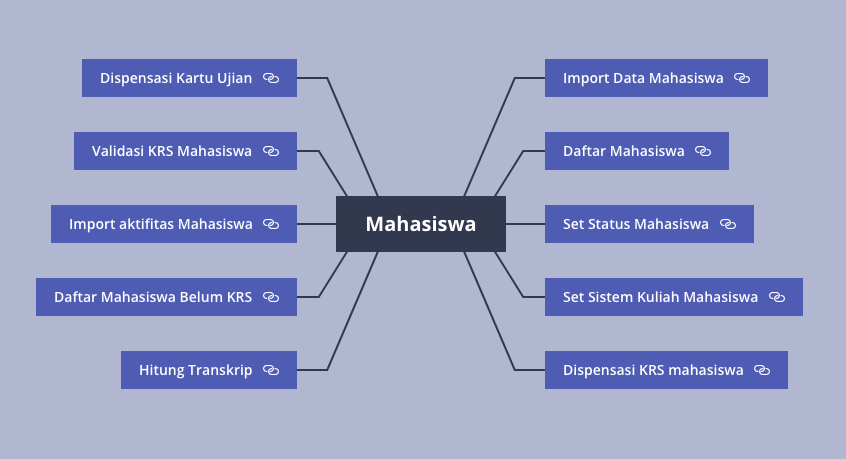 Dispensasi Kartu Ujian
Validasi KRS Mahasiswa
Import aktifitas Mahasiswa
Daftar Mahasiswa Belum KRS
Hitung Transkrip
Mahasiswa
Import Data Mahasiswa
Daftar Mahasiswa
Set Status Mahasiswa
Set Sistem Kuliah Mahasiswa
Dispensasi KRS mahasiswa